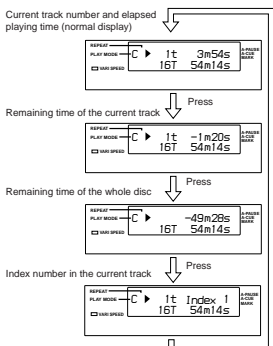 Current track number and elapsed
playing time (normal display)
REPEAT
PLAY MODE C ▶ 1t 3m54s A-PAUSE
A-CUE
VARI SPEED 16T 54m14s MARK
Press
Remaining time of the current track
REPEAT
PLAY MODE C ▶ 1t -1m20s A-PAUSE
A-CUE
VARI SPEED 16T 54m14s MARK
Press
Remaining time of the whole disc
REPEAT
PLAY MODE C ▶ -49m28s A-PAUSE
A-CUE
VARI SPEED 16T 54m14s MARK
Press
Index number in the current track
REPEAT
PLAY MODE C ▶ 1t Index 1 A-PAUSE
A-CUE
VARI SPEED 16T 54m14s MARK